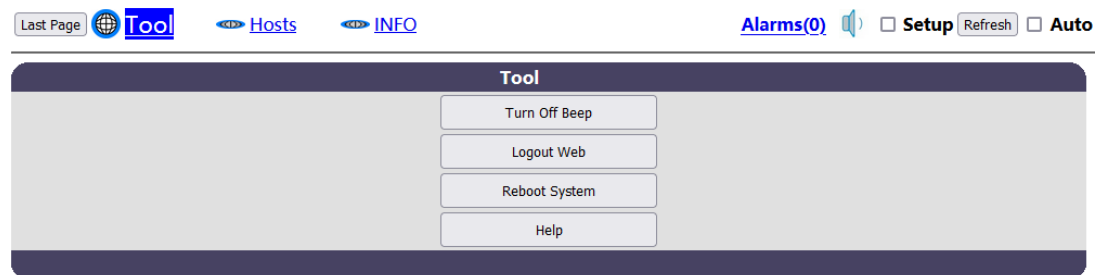 Last Page Tool Hosts INFO Alarms(0) Setup Refresh Auto
Tool
Turn Off Beep
Logout Web
Reboot System
Help